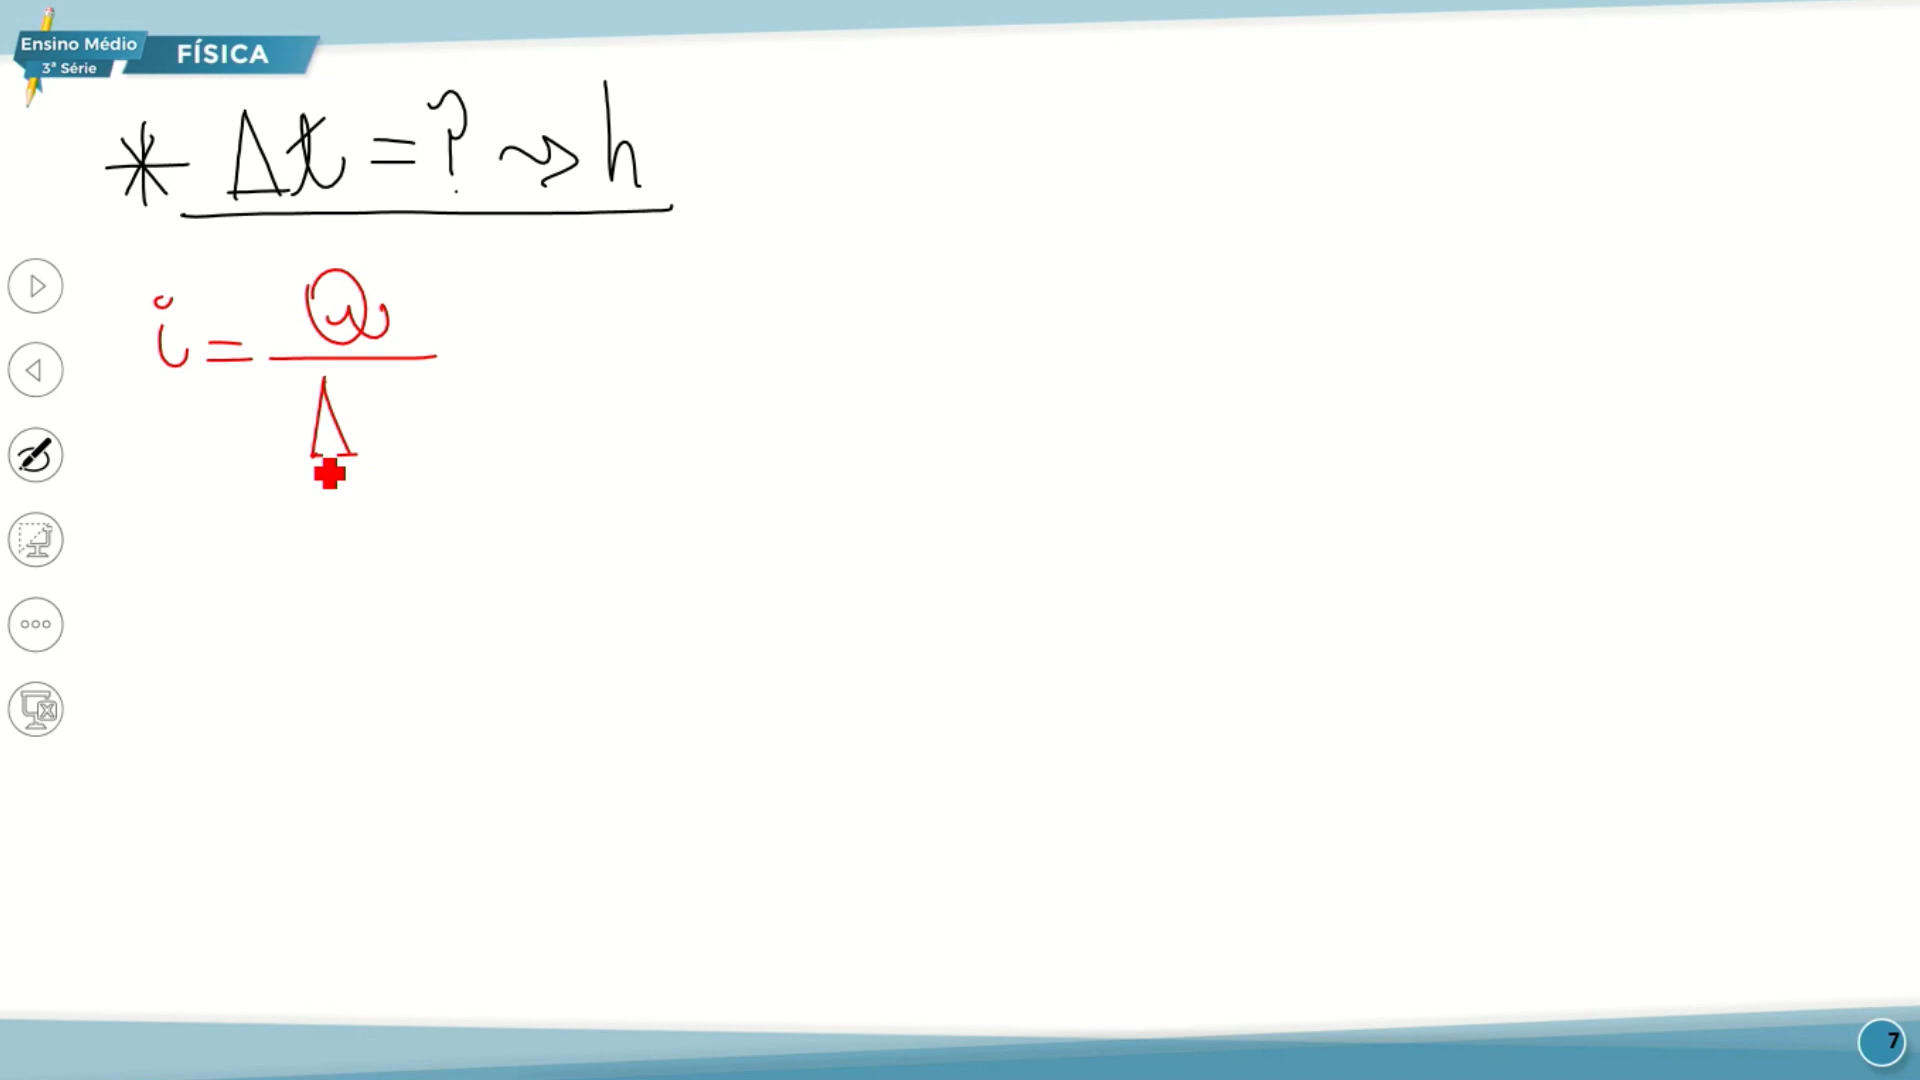 Ensino Médio
3ª Série
FÍSICA
* Δt = ? ⇝ h
i = Q
Δ
7